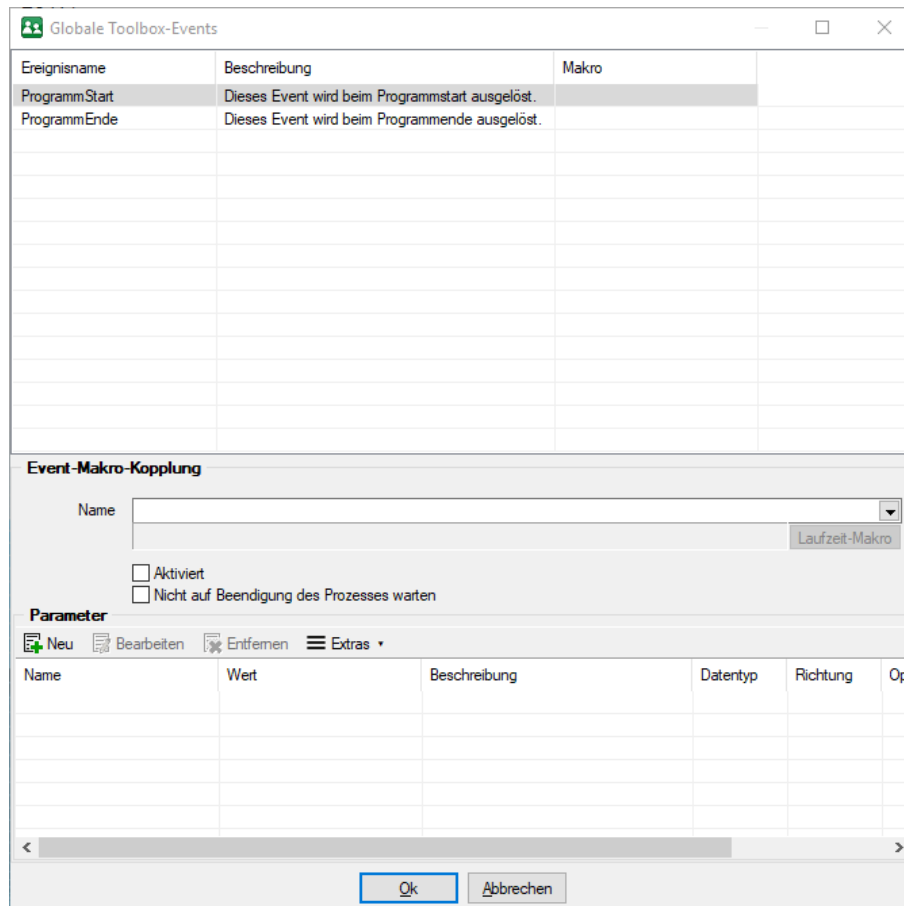 Globale Toolbox-Events
Ereignisname Beschreibung Makro
ProgrammStart Dieses Event wird beim Programmstart ausgelöst.
ProgrammEnde Dieses Event wird beim Programmende ausgelöst.
Event-Makro-Kopplung
Name
Laufzeit-Makro
Aktiviert
Nicht auf Beendigung des Prozesses warten
Parameter
Neu Bearbeiten Entfernen Extras
Name Wert Beschreibung Datentyp Richtung Op
Ok Abbrechen